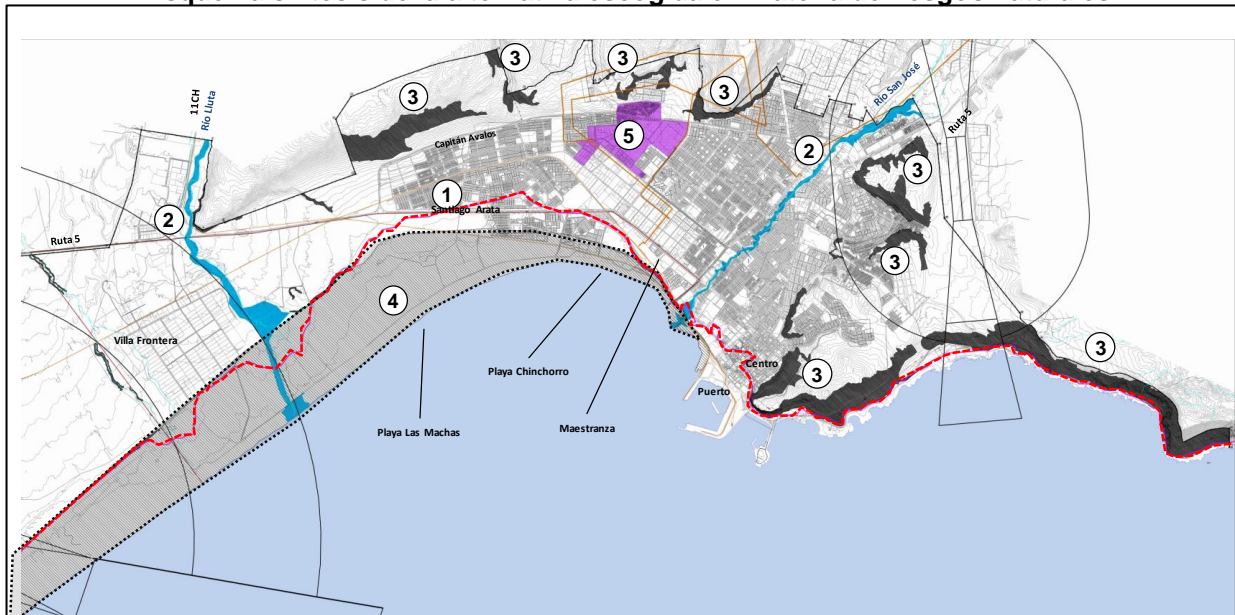 3
3
3
3
Río San José
11CH
Río Lluta
Ruta 5
Capitán Avalos
5
2
3
1
Santiago Arata
2
Ruta 5
3
4
Villa Frontera
3
Centro
3
Playa Chinchorro
Puerto
Playa Las Machas
Maestranza